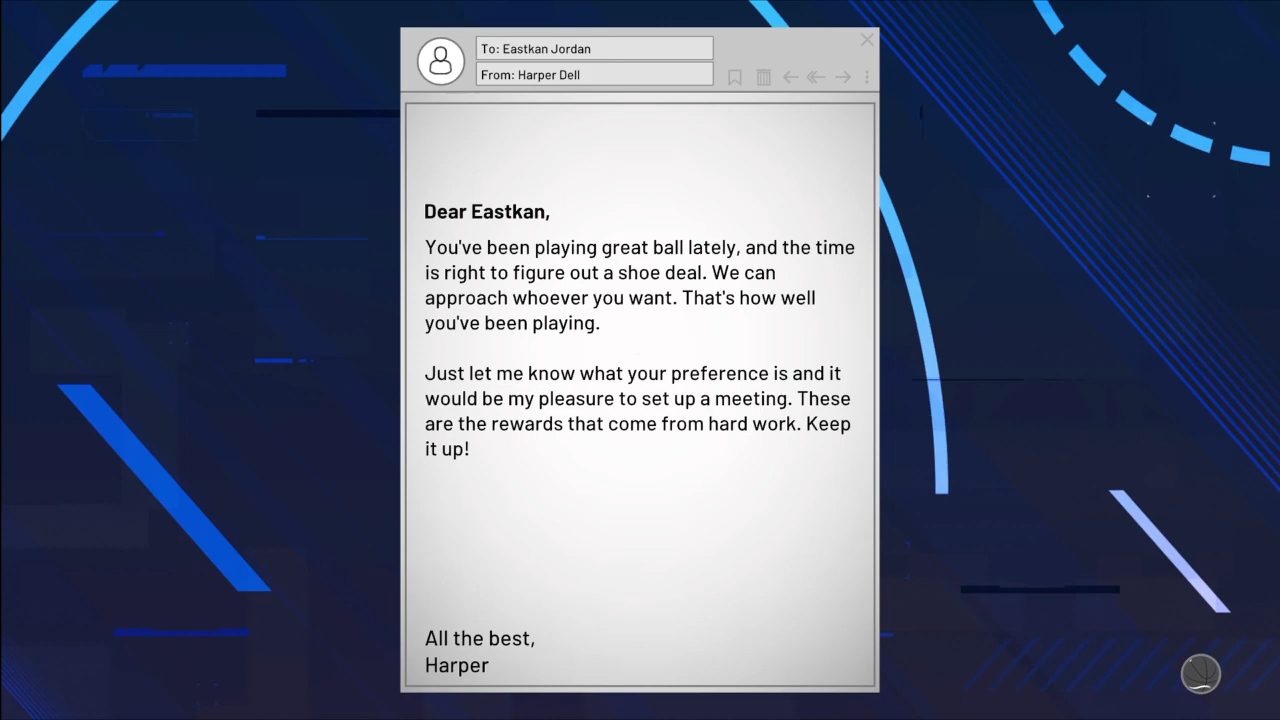 To: Eastkan Jordan
From: Harper Dell
Dear Eastkan,
You've been playing great ball lately, and the time
is right to figure out a shoe deal. We can
approach whoever you want. That's how well
you've been playing.
Just let me know what your preference is and it
would be my pleasure to set up a meeting. These
are the rewards that come from hard work. Keep
it up!
All the best,
Harper